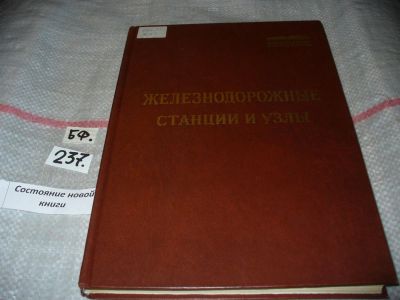 ЖЕЛЕЗНОДОРОЖНЫЕ
СТАНЦИИ И УЗЛЫ
БФ.
237.
Состояние новой
книги